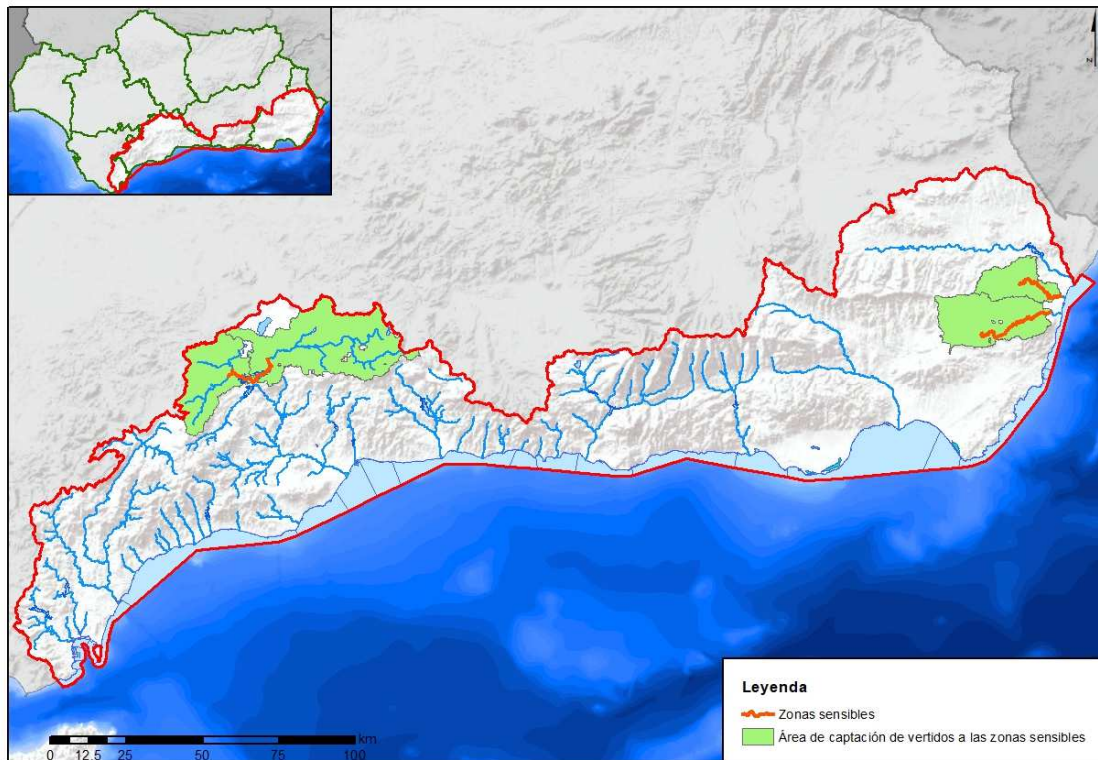 N
Leyenda
Zonas sensibles
Área de captación de vertidos a las zonas sensibles
km
0 12.5 25 50 75 100